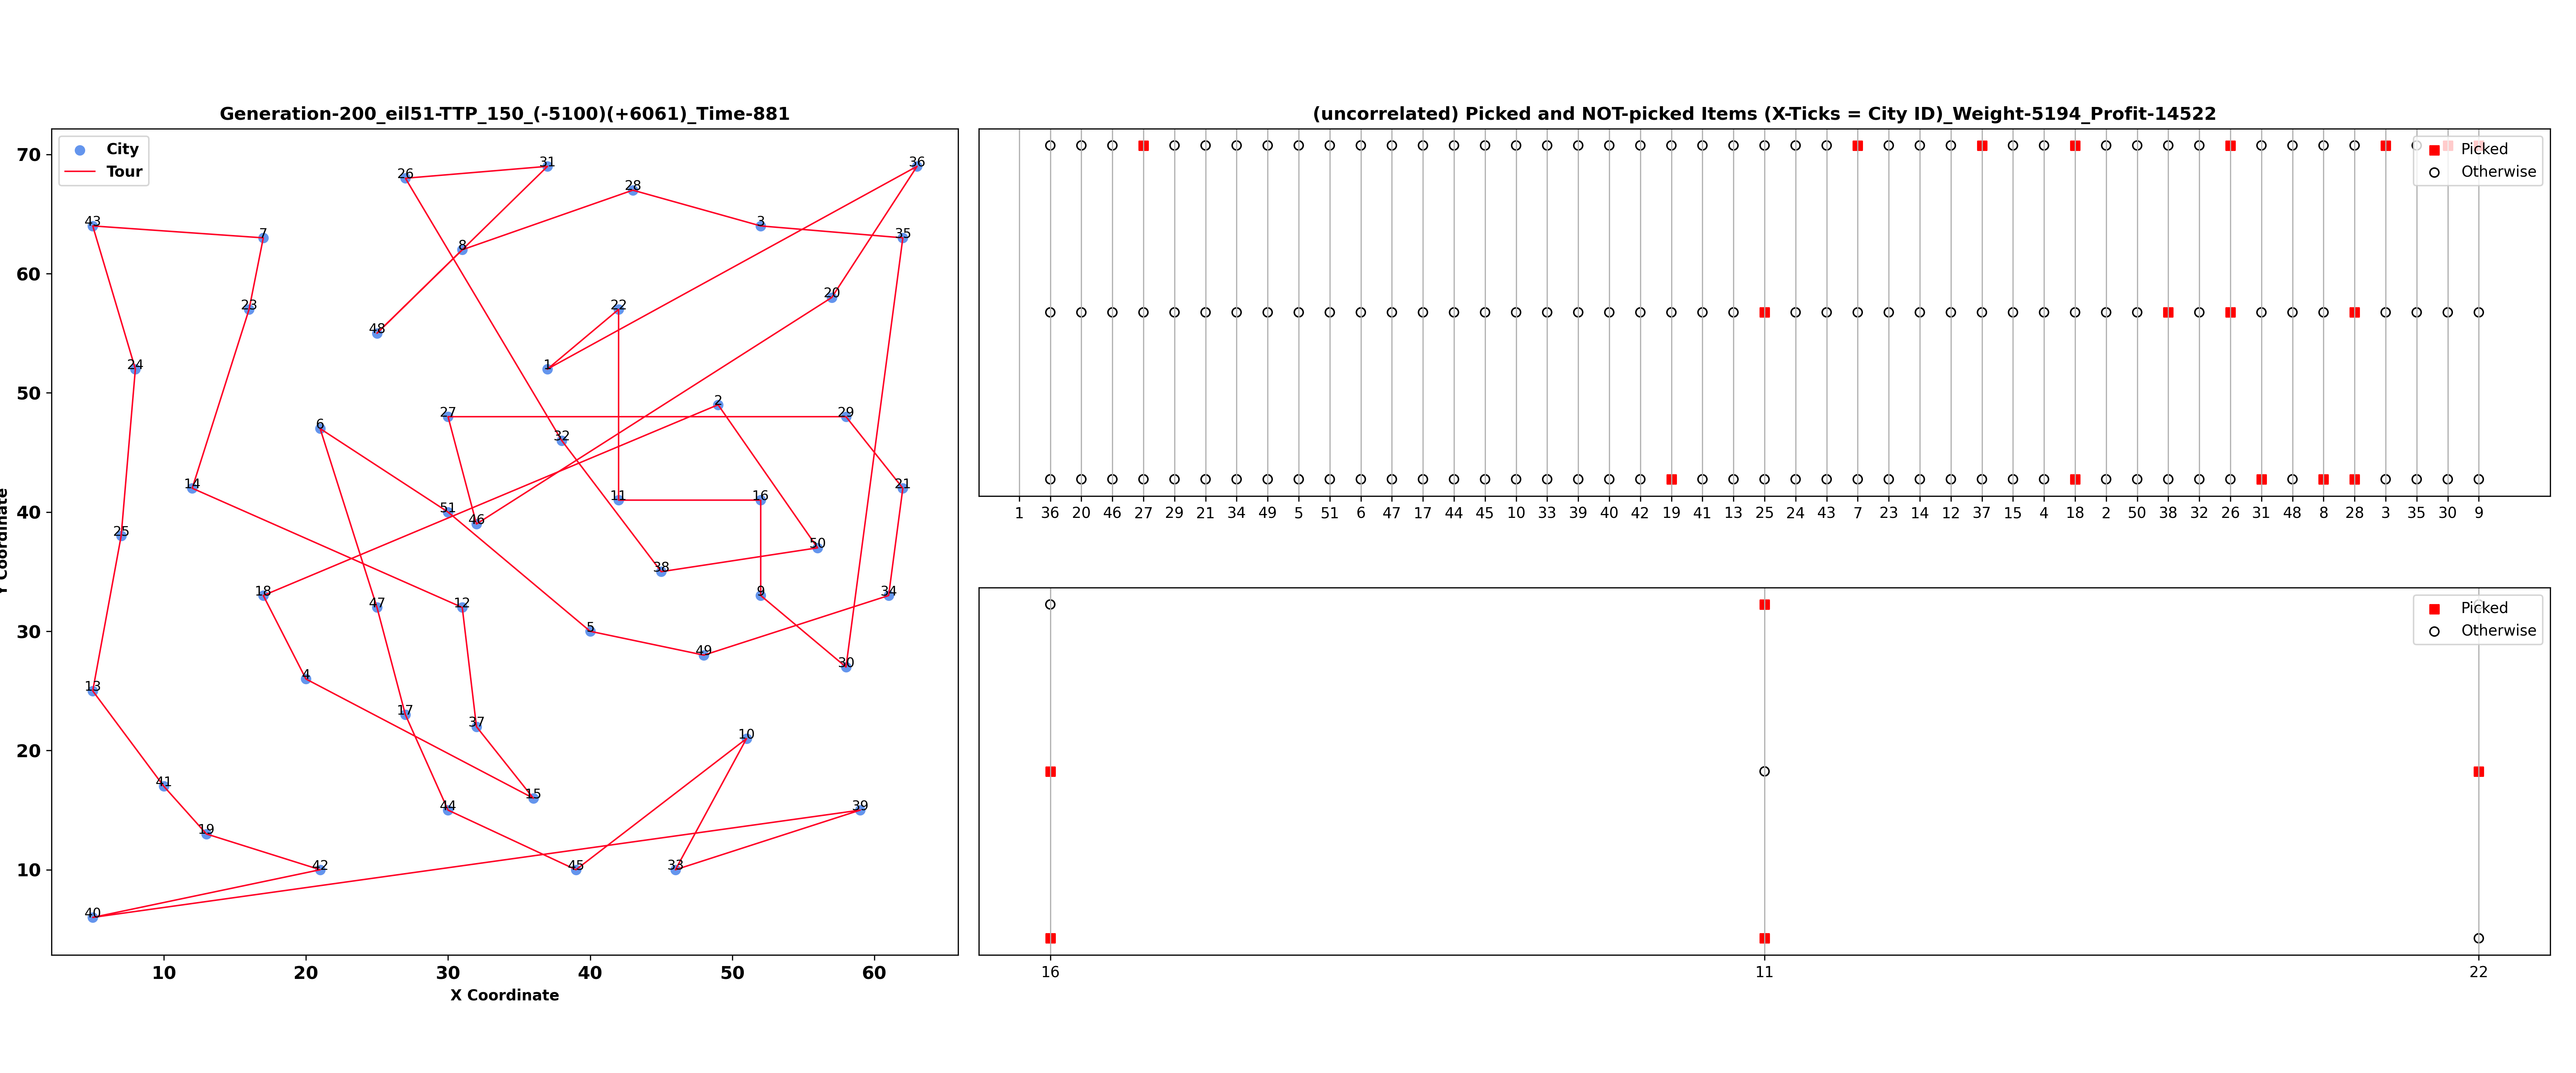 Generation-200_eil51-TTP_150_(-5100)(+6061)_Time-881
City
Tour
70
60
50
40
30
20
10
10 20 30 40 50 60
X Coordinate
Y Coordinate
26 31 36
28
43 3
7 35
8
20
23 22
48
24 1
2
27 29
6
32
14 21
11 16
51
46
25 50
38
18 9 34
47 12
5
49
30
4
13
17 37
10
41
15
44 39
19
42 45 33
40
(uncorrelated) Picked and NOT-picked Items (X-Ticks = City ID)_Weight-5194_Profit-14522
Picked
Otherwise
1 36 20 46 27 29 21 34 49 5 51 6 47 17 44 45 10 33 39 40 42 19 41 13 25 24 43 7 23 14 12 37 15 4 18 2 50 38 32 26 31 48 8 28 3 35 30 9
Picked
Otherwise
16 11 22